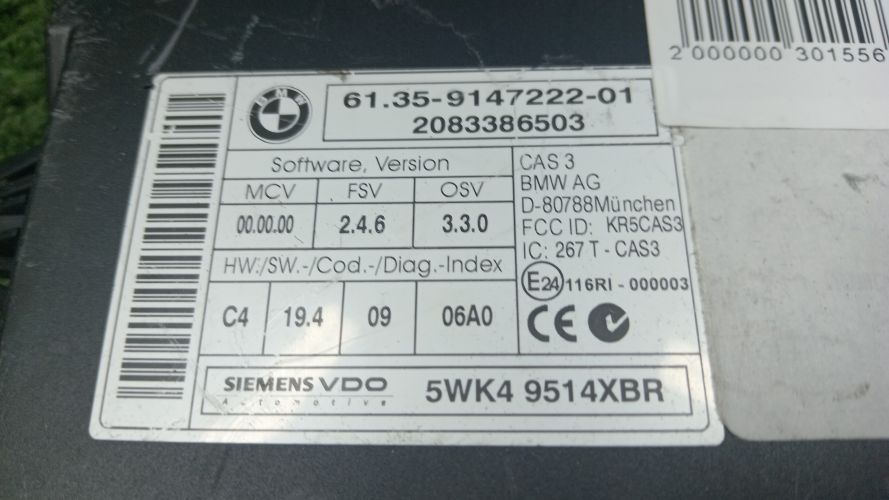 2 000000 301556
BMW
61.35-9147222-01
2083386503
Software, Version
MCV FSV OSV
00.00.00 2.4.6 3.3.0
HW:/SW.-/Cod.-/Diag.-Index
C4 19.4 09 06A0
CAS 3
BMW AG
D-80788München
FCC ID: KR5CAS3
IC: 267 T - CAS3
E24 116RI - 000003
CE
SIEMENS VDO
Automotive
5WK4 9514XBR